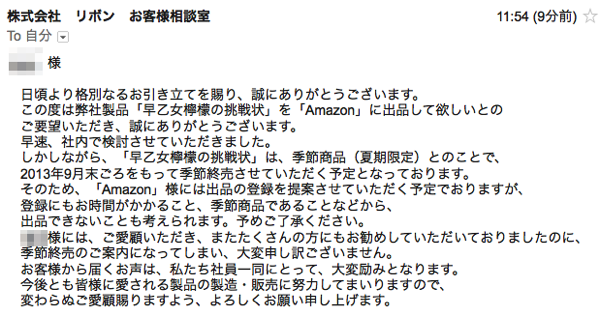 株式会社　リボン　お客様相談室
11:54 (9分前)
To 自分
様
日頃より格別なるお引き立てを賜り、誠にありがとうございます。
この度は弊社製品「早乙女檸檬の挑戦状」を「Amazon」に出品して欲しいとの
ご要望いただき、誠にありがとうございます。
早速、社内で検討させていただきました。
しかしながら、「早乙女檸檬の挑戦状」は、季節商品（夏期限定）とのことで、
2013年9月末ごろをもって季節終売させていただく予定となっております。
そのため、「Amazon」様には出品の登録を提案させていただく予定でおりますが、
登録にもお時間がかかること、季節商品であることなどから、
出品できないことも考えられます。予めご了承ください。
様には、ご愛顧いただき、またたくさんの方にもお勧めしていただいておりましたのに、
季節終売のご案内になってしまい、大変申し訳ございません。
お客様から届くお声は、私たち社員一同にとって、大変励みとなります。
今後とも皆様に愛される製品の製造・販売に努力してまいりますので、
変わらぬご愛顧賜りますよう、よろしくお願い申し上げます。